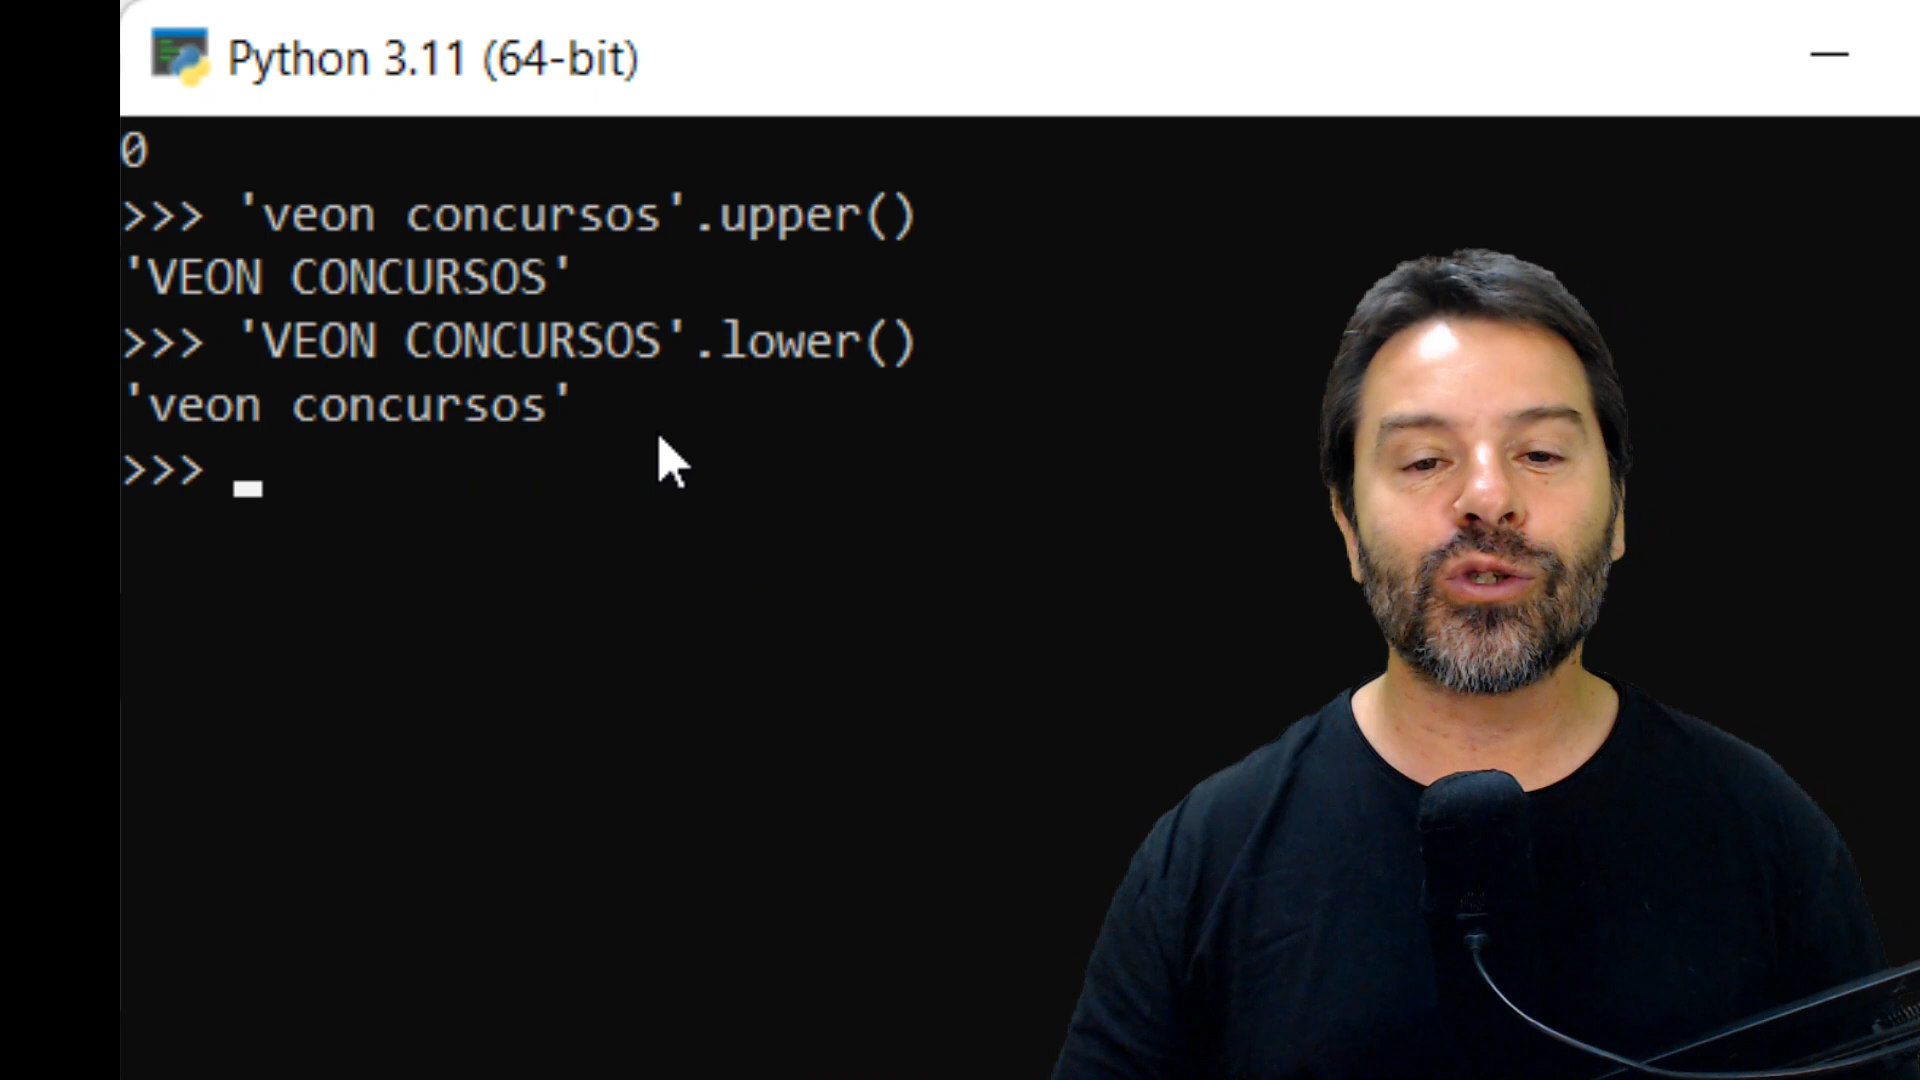 Python 3.11 (64-bit)
0
>>> 'veon concursos'.upper()
'VEON CONCURSOS'
>>> 'VEON CONCURSOS'.lower()
'veon concursos'
>>>